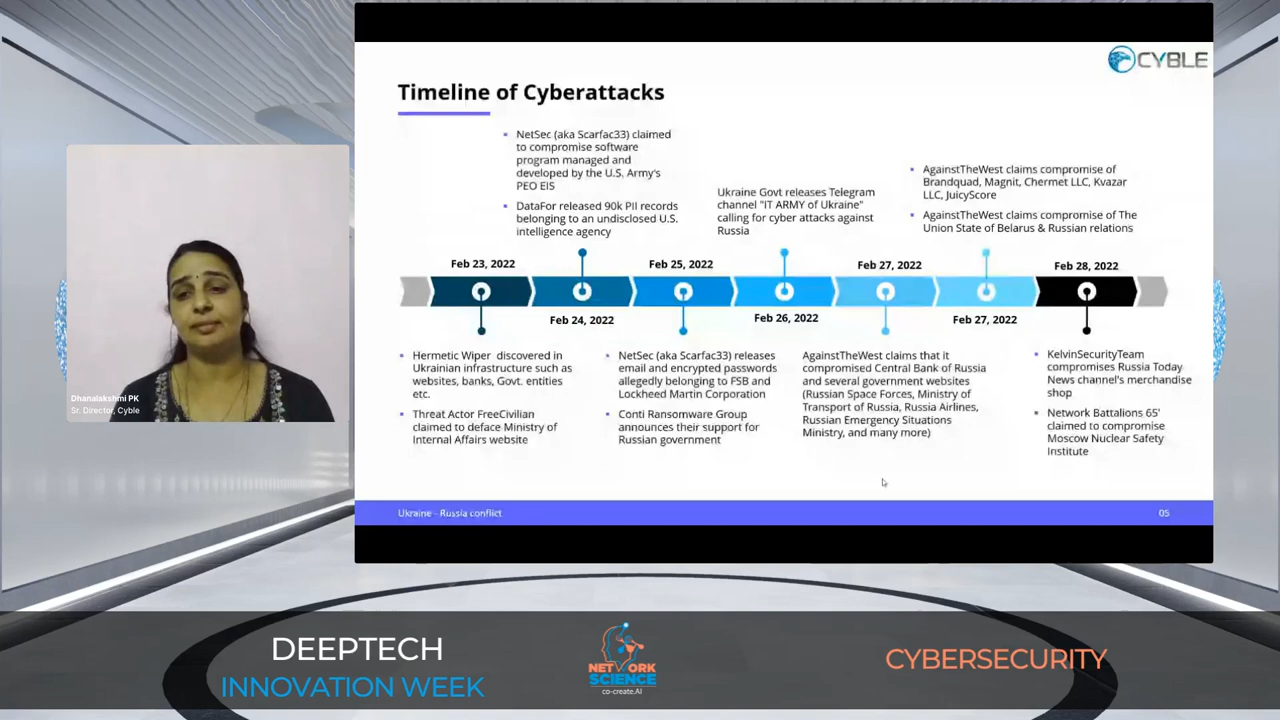 CYBLE
Timeline of Cyberattacks
NetSec (aka Scarfac33) claimed
to compromise software
program managed and
developed by the U.S. Army's
PEO EIS
DataFor released 90k PII records
belonging to an undisclosed U.S.
intelligence agency
Ukraine Govt releases Telegram
channel "IT ARMY of Ukraine"
calling for cyber attacks against
Russia
AgainstTheWest claims compromise of
Brandquad, Magnit, Chermet LLC, Kvazar
LLC, JuicyScore
AgainstTheWest claims compromise of The
Union State of Belarus & Russian relations
Feb 23, 2022
Feb 25, 2022
Feb 27, 2022
Feb 28, 2022
Feb 24, 2022
Feb 26, 2022
Feb 27, 2022
Hermetic Wiper discovered in
Ukrainian infrastructure such as
websites, banks, Govt. entities
etc.
Threat Actor FreeCivilian
claimed to deface Ministry of
Internal Affairs website
NetSec (aka Scarfac33) releases
email and encrypted passwords
allegedly belonging to FSB and
Lockheed Martin Corporation
Conti Ransomware Group
announces their support for
Russian government
AgainstTheWest claims that it
compromised Central Bank of Russia
and several government websites
(Russian Space Forces, Ministry of
Transport of Russia, Russia Airlines,
Russian Emergency Situations
Ministry, and many more)
KelvinSecurityTeam
compromises Russia Today
News channel's merchandise
shop
Network Battalions 65'
claimed to compromise
Moscow Nuclear Safety
Institute
Ukraine - Russia conflict
05
Dhanalakshmi PK
Sr. Director, Cyble
DEEPTECH
INNOVATION WEEK
NETWORK
SCIENCE
co-create.AI
CYBERSECURITY